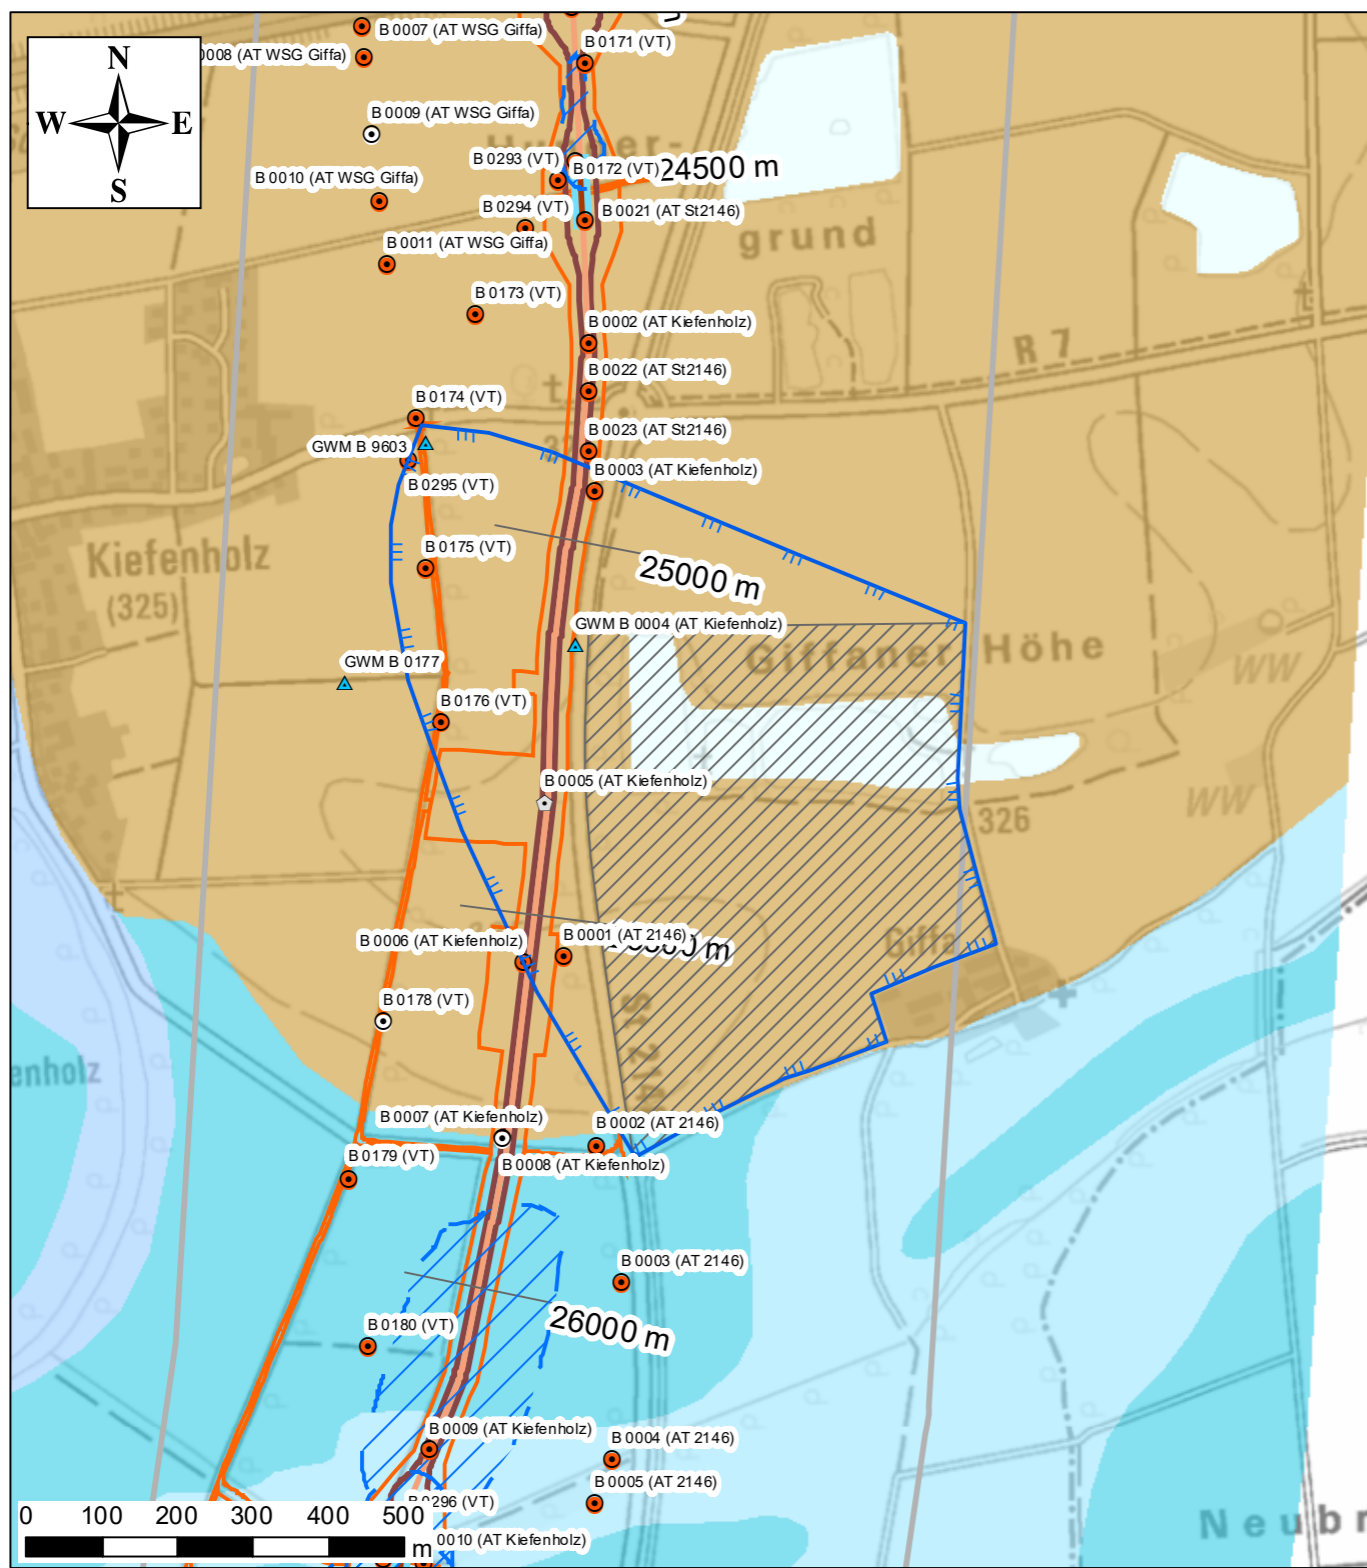 B 0007 (AT WSG Giffa)
0008 (AT WSG Giffa)
B 0171 (VT)
N
W
E
S
B 0009 (AT WSG Giffa)
B 0293 (VT)
B 0172 (VT)
24500 m
B 0010 (AT WSG Giffa)
B 0294 (VT)
B 0021 (AT St2146)
grund
B 0011 (AT WSG Giffa)
B 0173 (VT)
B 0002 (AT Kiefenholz)
R 7
B 0022 (AT St2146)
B 0174 (VT)
B 0023 (AT St2146)
GWM B 9603
B 0003 (AT Kiefenholz)
B 0295 (VT)
Kiefenholz
(325)
B 0175 (VT)
25000 m
GWM B 0004 (AT Kiefenholz)
Giffaner Höhe
GWM B 0177
WW
B 0176 (VT)
B 0005 (AT Kiefenholz)
WW
326
B 0001 (AT 2146)
B 0006 (AT Kiefenholz)
Giffa
B 0178 (VT)
St 214
enholz
B 0007 (AT Kiefenholz)
B 0002 (AT 2146)
B 0179 (VT)
B 0008 (AT Kiefenholz)
B 0003 (AT 2146)
26000 m
B 0180 (VT)
B 0009 (AT Kiefenholz)
B 0004 (AT 2146)
B 0005 (AT 2146)
0296 (VT)
0 100 200 300 400 500
m
0010 (AT Kiefenholz)
Neubr